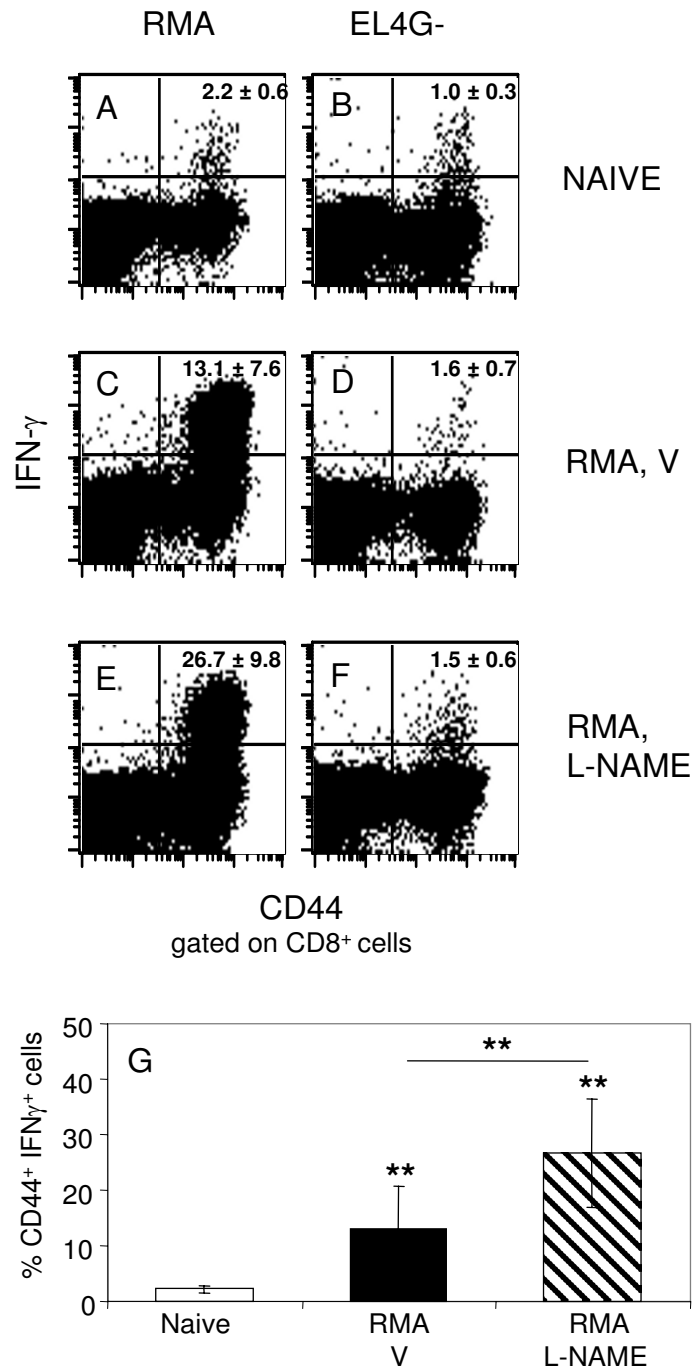 RMA EL4G-
A 2.2 ± 0.6 B 1.0 ± 0.3
NAIVE
C 13.1 ± 7.6 D 1.6 ± 0.7
IFN-γ
RMA, V
E 26.7 ± 9.8 F 1.5 ± 0.6
RMA,
L-NAME
CD44
gated on CD8⁺ cells
% CD44⁺ IFNγ⁺ cells
G
50
40
30
20
10
0
**
**
**
Naive RMA RMA
V L-NAME